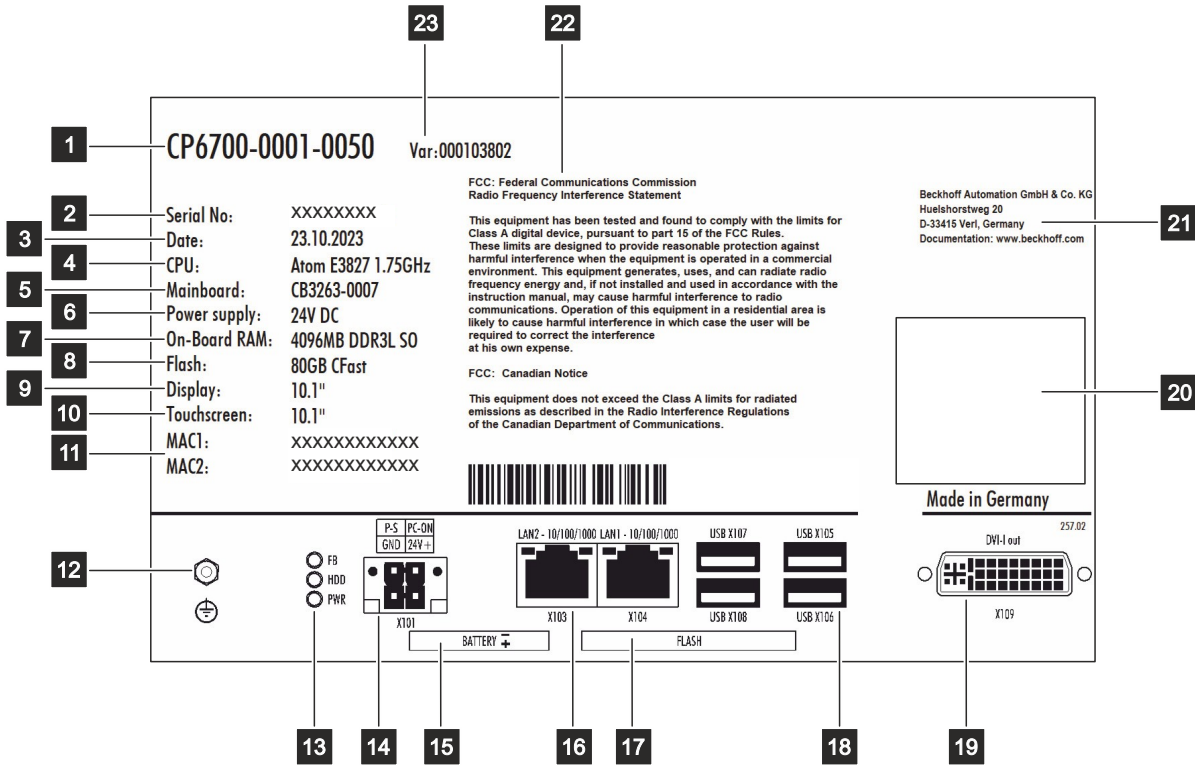 23
22
1
CP6700-0001-0050
Var:000103802
FCC: Federal Communications Commission
Radio Frequency Interference Statement
This equipment has been tested and found to comply with the limits for
Class A digital device, pursuant to part 15 of the FCC Rules.
These limits are designed to provide reasonable protection against
harmful interference when the equipment is operated in a commercial
environment. This equipment generates, uses, and can radiate radio
frequency energy and, if not installed and used in accordance with the
instruction manual, may cause harmful interference to radio
communications. Operation of this equipment in a residential area is
likely to cause harmful interference in which case the user will be
required to correct the interference
at his own expense.
FCC: Canadian Notice
This equipment does not exceed the Class A limits for radiated
emissions as described in the Radio Interference Regulations
of the Canadian Department of Communications.
Beckhoff Automation GmbH & Co. KG
Huelshorstweg 20
D-33415 Verl, Germany
Documentation: www.beckhoff.com
21
2
Serial No: XXXXXXXX
3
Date: 23.10.2023
4
CPU: Atom E3827 1.75GHz
5
Mainboard: CB3263-0007
6
Power supply: 24V DC
7
On-Board RAM: 4096MB DDR3L SO
8
Flash: 80GB CFast
9
Display: 10.1"
10
Touchscreen: 10.1"
11
MAC1: XXXXXXXXXXXX
MAC2: XXXXXXXXXXXX
20
Made in Germany
257.02
12
FB
HDD
PWR
P-S PC-ON
GND 24V+
X101
LAN2 - 10/100/1000 LAN1 - 10/100/1000
X103 X104
USB X107 USB X105
USB X108 USB X106
DVI-I out
X109
BATTERY
FLASH
13
14
15
16
17
18
19